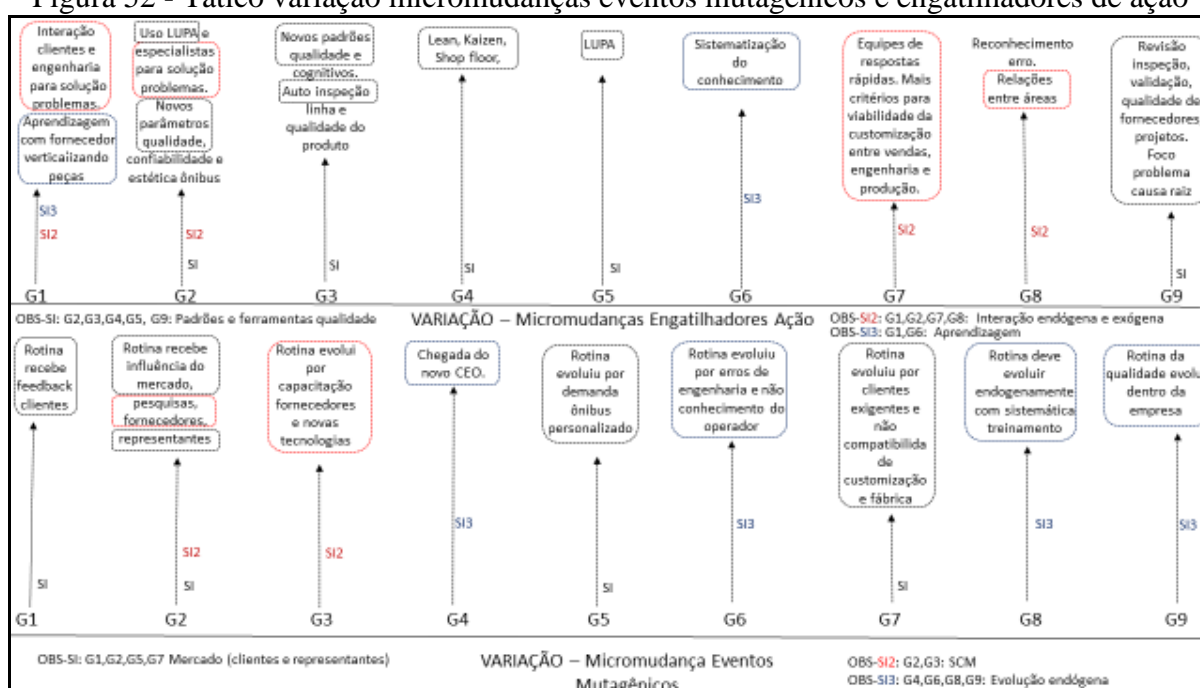 Figura 52 - Tático variação micromudanças eventos mutagênicos e engatilhadores de ação
Interação
clientes e
engenharia
para solução
problemas.
Aprendizagem
com fornecedor
verticalizando
peças
SI3
SI2
G1
Uso LUPA e
especialistas
para solução
problemas.
Novos
parâmetros
qualidade,
confiabilidade e
estética ônibus
SI2
SI
G2
Novos padrões
qualidade e
cognitivos.
Auto inspeção
linha e
qualidade do
produto
SI
G3
Lean, Kaizen,
Shop floor,
SI
G4
LUPA
SI
G5
Sistematização
do
conhecimento
SI3
G6
Equipes de
respostas
rápidas. Mais
critérios para
viabilidade da
customização
entre vendas,
engenharia e
produção.
SI2
G7
Reconhecimento
erro.
Relações
entre áreas
SI2
G8
Revisão
inspeção,
validação,
qualidade de
fornecedores
projetos.
Foco
problema
causa raiz
SI
G9
OBS-SI: G2,G3,G4,G5, G9: Padrões e ferramentas qualidade
VARIAÇÃO – Micromudanças Engatilhadores Ação
OBS-SI2: G1,G2,G7,G8: Interação endógena e exógena
OBS-SI3: G1,G6: Aprendizagem
Rotina
recebe
feedback
clientes
SI
G1
Rotina recebe
influência do
mercado,
pesquisas,
fornecedores,
representantes
SI2
SI
G2
Rotina evolui
por
capacitação
fornecedores
e novas
tecnologias
SI2
G3
Chegada do
novo CEO.
SI3
G4
Rotina
evoluiu por
demanda
ônibus
personalizado
SI
G5
Rotina evoluiu
por erros de
engenharia e não
conhecimento do
operador
SI3
G6
Rotina
evoluiu por
clientes
exigentes e
não
compatibilida
de
customização
e fábrica
SI
G7
Rotina deve
evoluir
endogenamente
com sistemática
treinamento
SI3
G8
Rotina da
qualidade evolu
dentro da
empresa
SI3
G9
OBS-SI: G1,G2,G5,G7 Mercado (clientes e representantes)
VARIAÇÃO – Micromudança Eventos
Mutagênicos
OBS-SI2: G2,G3: SCM
OBS-SI3: G4,G6,G8,G9: Evolução endógena